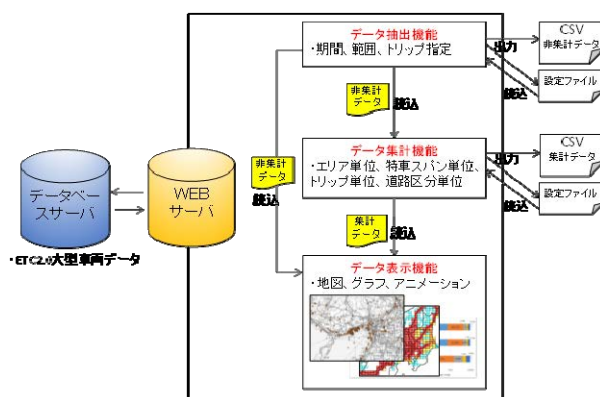 データ抽出機能
・期間、範囲、トリップ指定
出力
CSV
非集計データ
設定ファイル
読込
非集計
データ
読込
データ集計機能
・エリア単位、特車スパン単位、
トリップ単位、道路区分単位
出力
CSV
集計データ
設定ファイル
読込
非集計
データ
読込
データベー
スサーバ
WEB
サーバ
・ETC2.0大型車両データ
集計
データ
読込
データ表示機能
・地図、グラフ、アニメーション